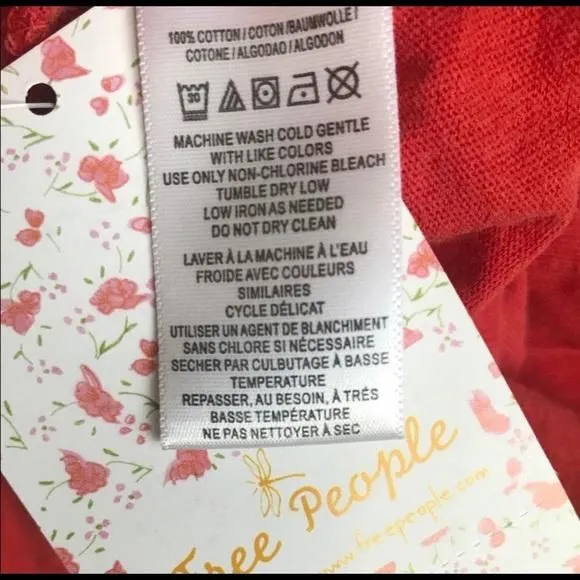 100% COTTON / COTON /BAUMWOLLE /
COTONE / ALGODAO / ALGODON
30
MACHINE WASH COLD GENTLE
WITH LIKE COLORS
USE ONLY NON-CHLORINE BLEACH
TUMBLE DRY LOW
LOW IRON AS NEEDED
DO NOT DRY CLEAN
LAVER À LA MACHINE À L'EAU
FROIDE AVEC COULEURS
SIMILAIRES
CYCLE DÉLICAT
UTILISER UN AGENT DE BLANCHIMENT
SANS CHLORE SI NÉCESSAIRE
SECHER PAR CULBUTAGE À BASSE
TEMPERATURE
REPASSER, AU BESOIN, À TRÉS
BASSE TEMPÉRATURE
NE PAS NETTOYER À SEC
Free People
www.freepeople.com